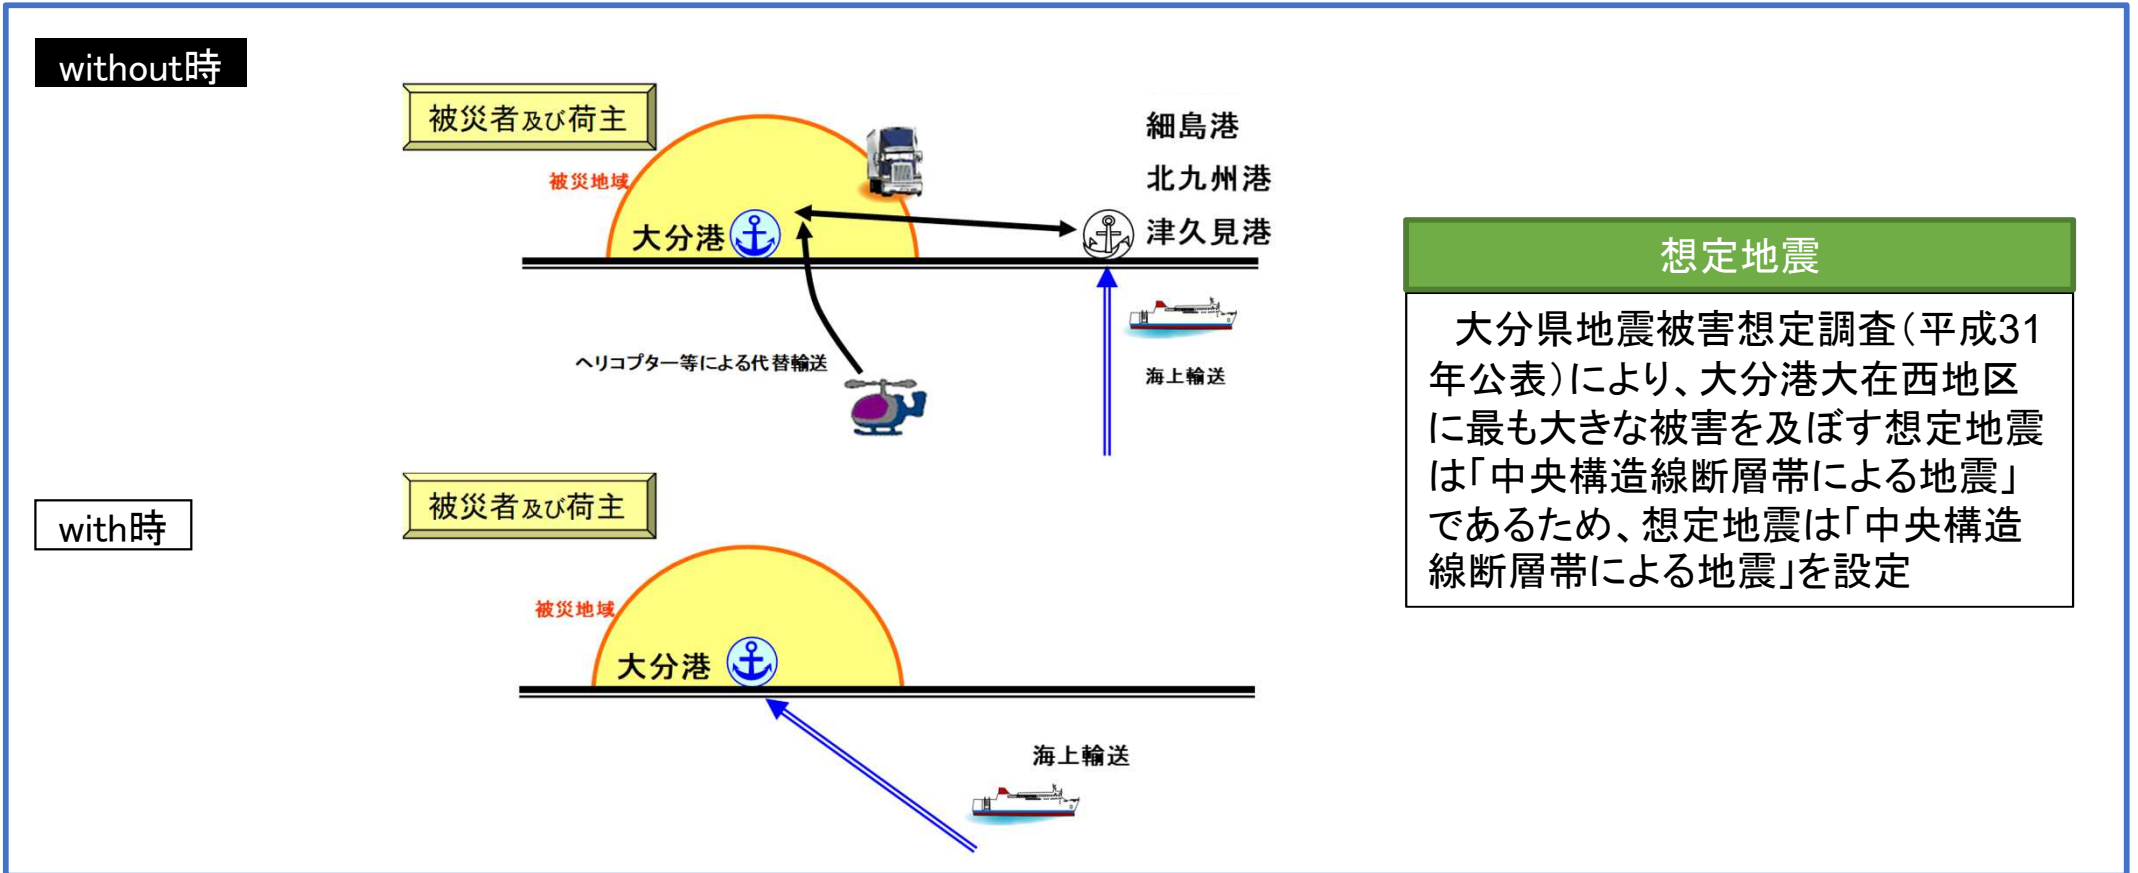 without時
被災者及び荷主
被災地域
大分港
細島港
北九州港
津久見港
ヘリコプター等による代替輸送
海上輸送
with時
被災者及び荷主
被災地域
大分港
海上輸送
想定地震
大分県地震被害想定調査(平成31
年公表)により、大分港大在西地区
に最も大きな被害を及ぼす想定地震
は「中央構造線断層帯による地震」
であるため、想定地震は「中央構造
線断層帯による地震」を設定